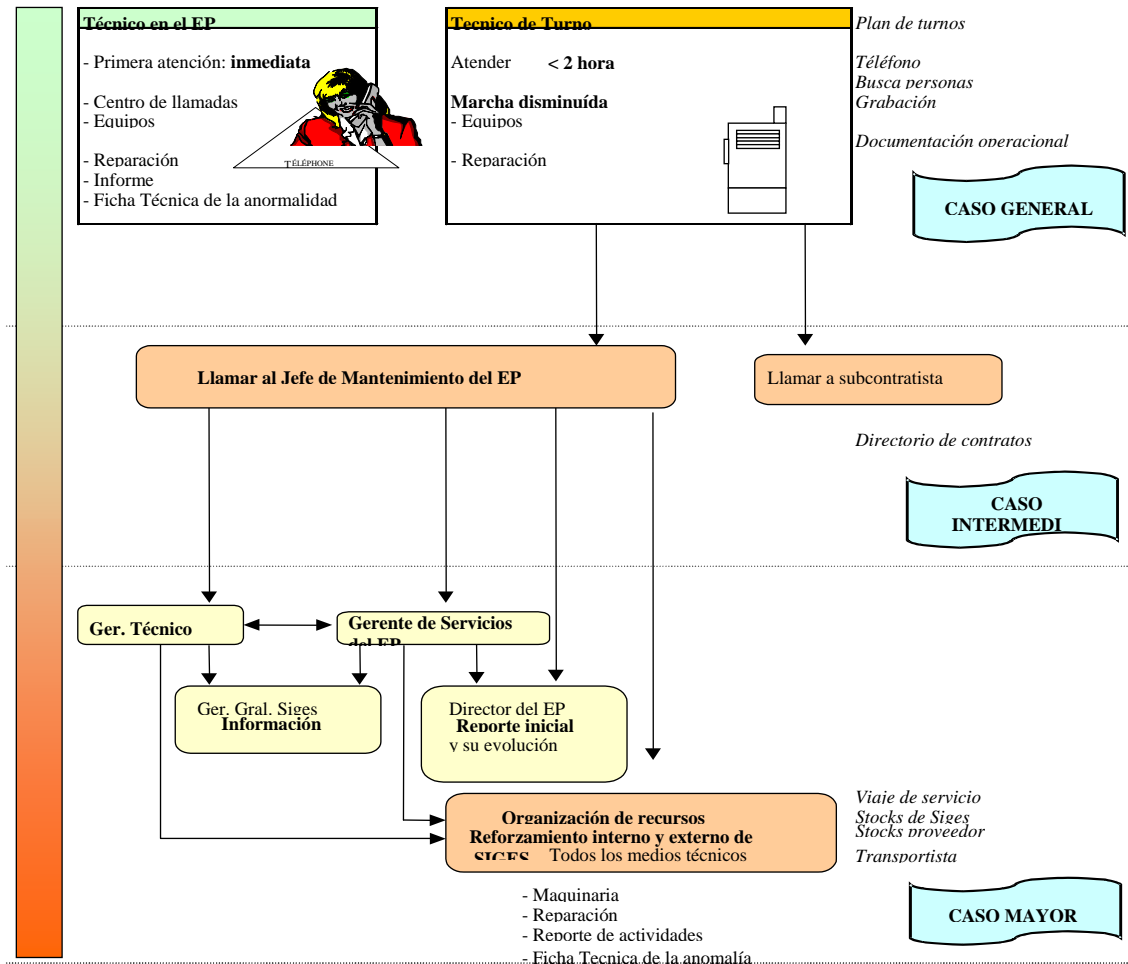 Técnico en el EP
- Primera atención: inmediata
- Centro de llamadas
- Equipos
- Reparación
- Informe
- Ficha Técnica de la anormalidad
TÉLÉPHONE
Tecnico de Turno
Atender < 2 hora
Marcha disminuída
- Equipos
- Reparación
Plan de turnos
Téléfono
Busca personas
Grabación
Documentación operacional
CASO GENERAL
Llamar al Jefe de Mantenimiento del EP
Llamar a subcontratista
Directorio de contratos
CASO
INTERMEDI
Ger. Técnico
Gerente de Servicios
del EP
Ger. Gral. Siges
Información
Director del EP
Reporte inicial
y su evolución
Organización de recursos
Reforzamiento interno y externo de
SIGES Todos los medios técnicos
Viaje de servicio
Stocks de Siges
Stocks proveedor
Transportista
- Maquinaria
- Reparación
- Reporte de actividades
- Ficha Tecnica de la anomalía
CASO MAYOR